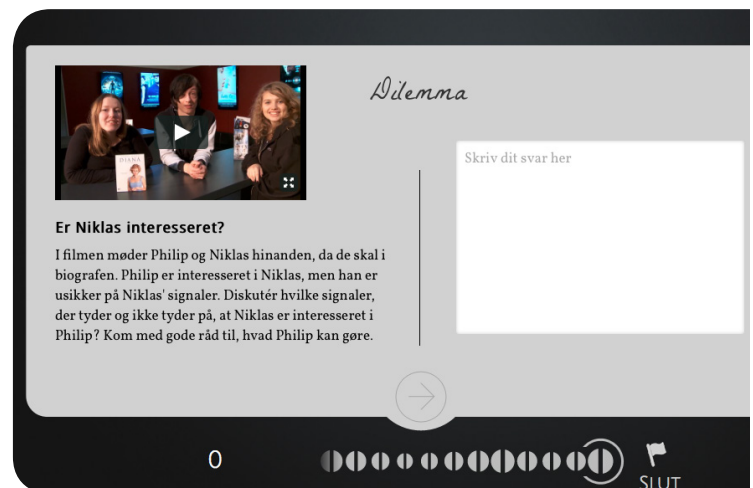 Dilemma
DIANA
Er Niklas interesseret?
I filmen møder Philip og Niklas hinanden, da de skal i
biografen. Philip er interesseret i Niklas, men han er
usikker på Niklas' signaler. Diskutér hvilke signaler,
der tyder og ikke tyder på, at Niklas er interesseret i
Philip? Kom med gode råd til, hvad Philip kan gøre.
Skriv dit svar her
0
SLUT